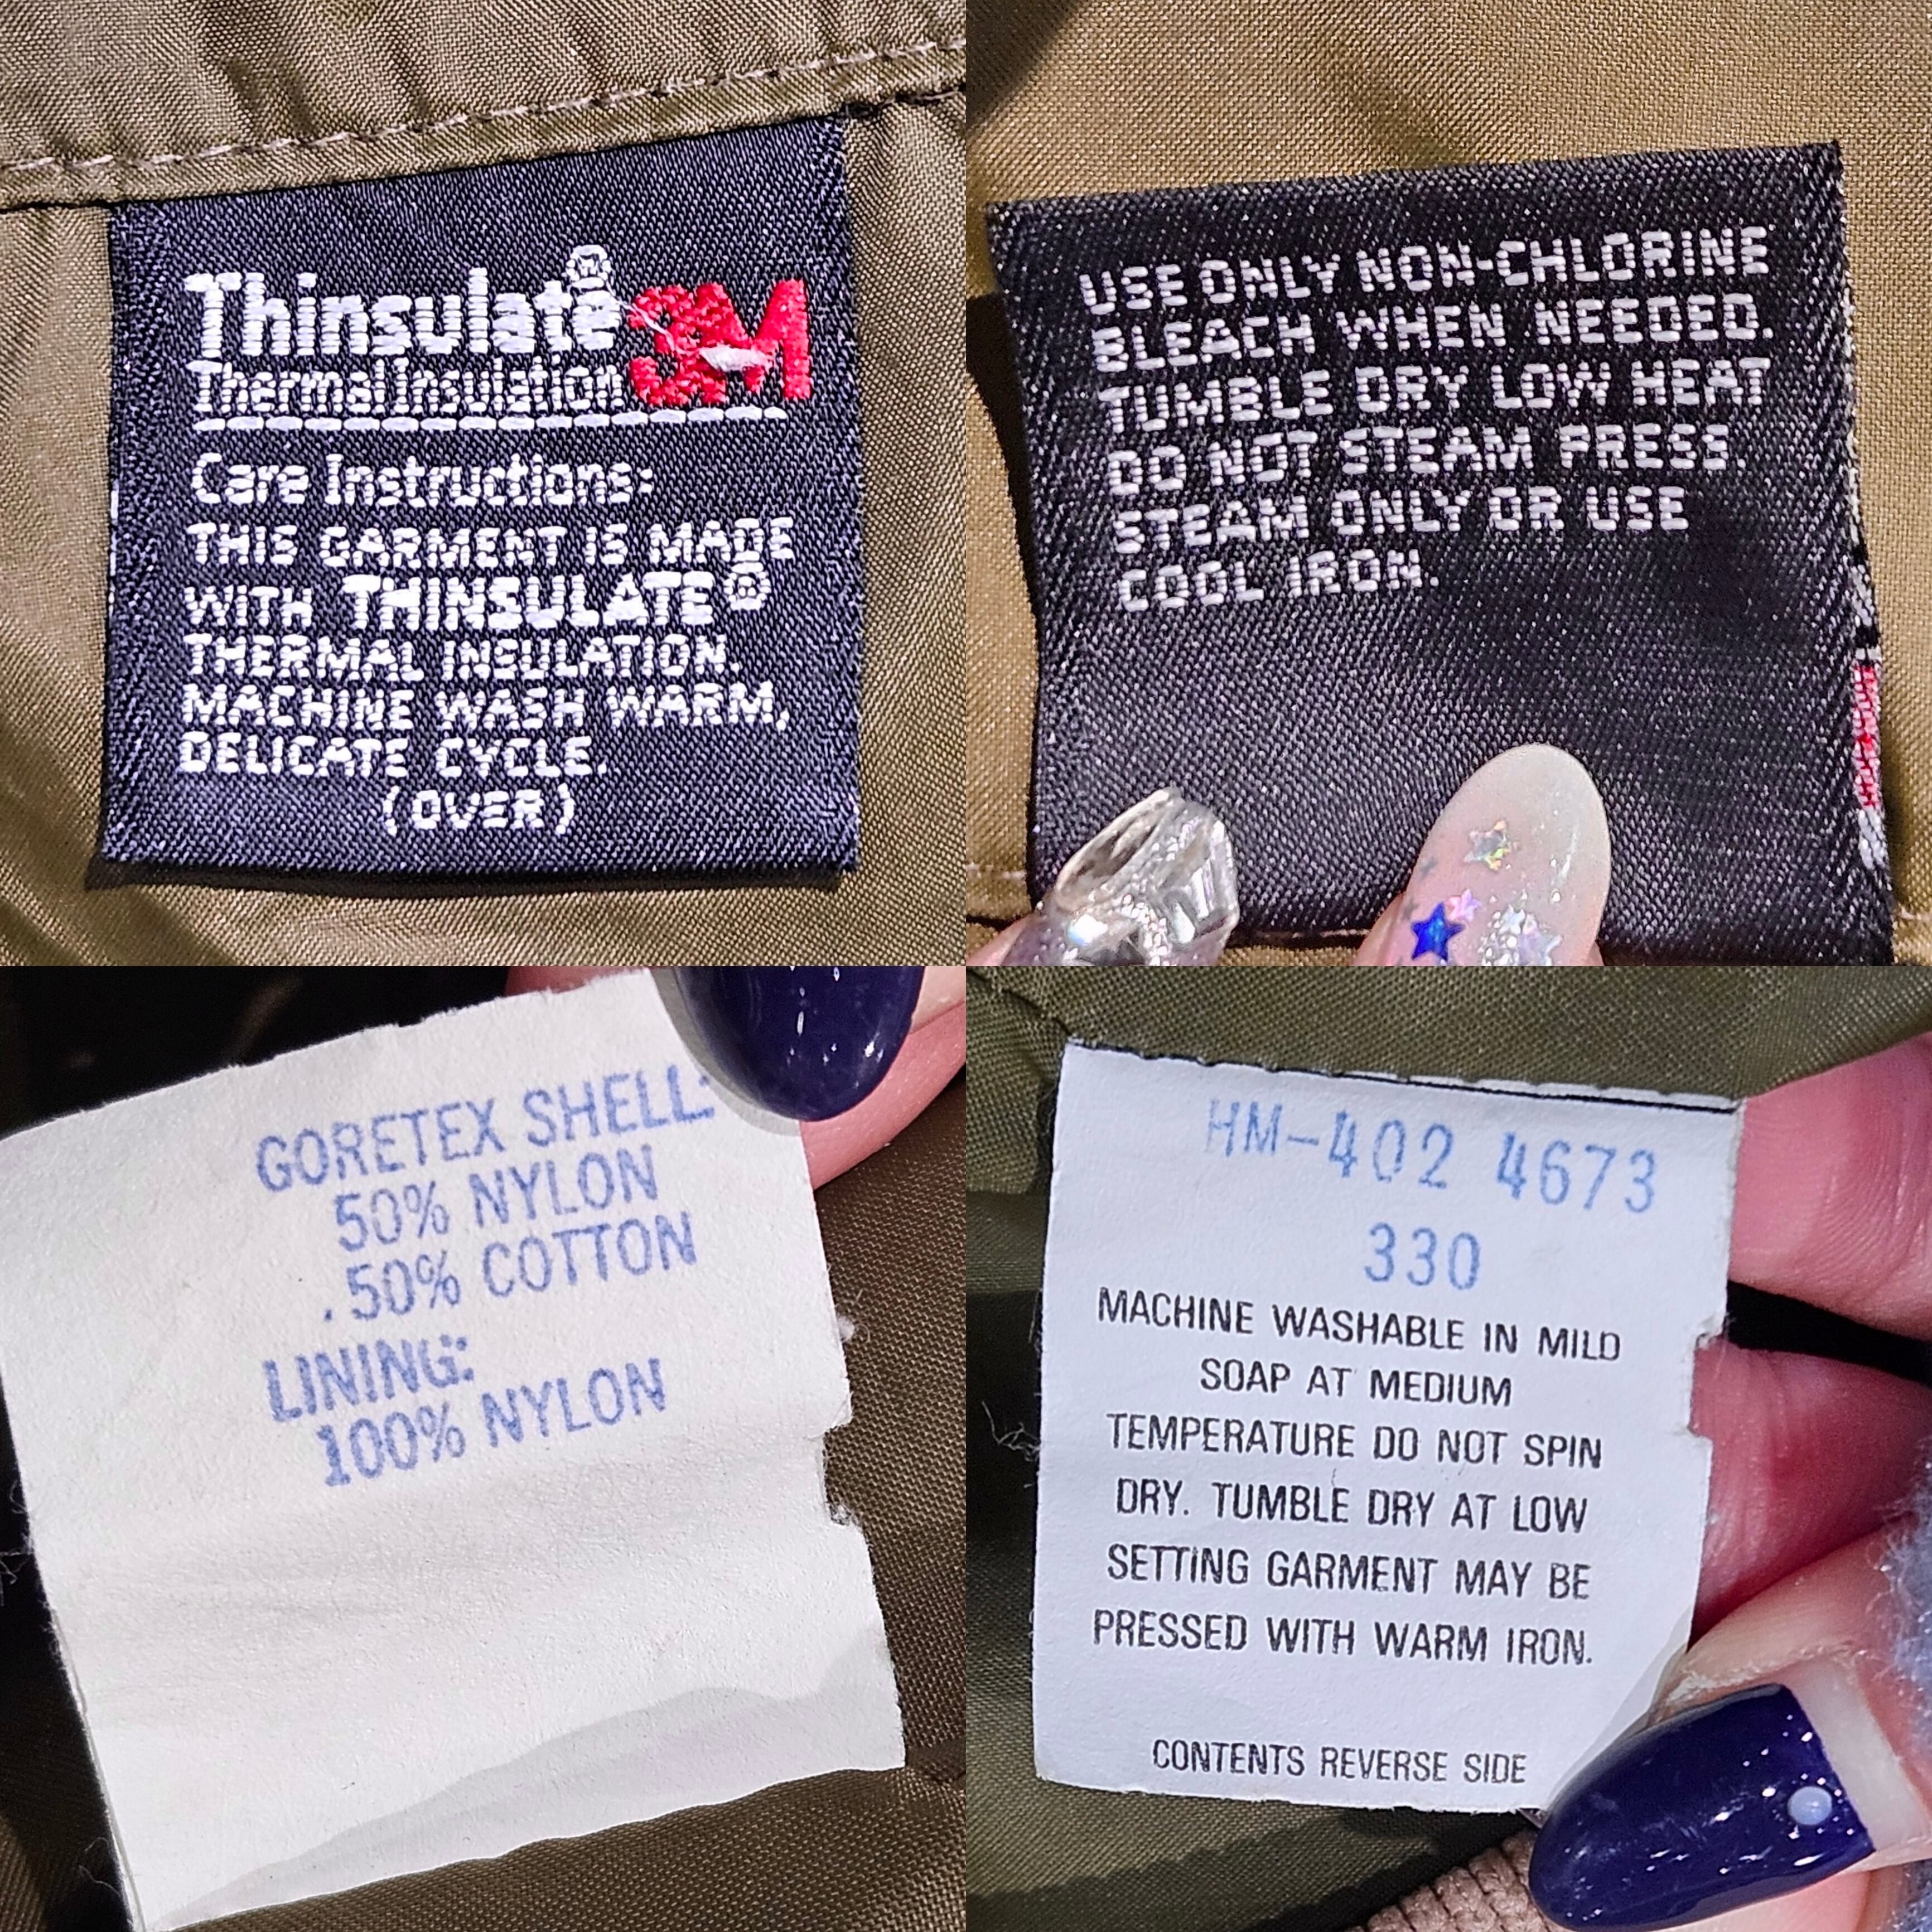 Thinsulate® 3M
Thermal Insulation
Care Instructions:
THIS GARMENT IS MADE
WITH THINSULATE®
THERMAL INSULATION.
MACHINE WASH WARM,
DELICATE CYCLE.
(OVER)
USE ONLY NON-CHLORINE
BLEACH WHEN NEEDED.
TUMBLE DRY LOW HEAT
DO NOT STEAM PRESS.
STEAM ONLY OR USE
COOL IRON.
GORETEX SHELL:
50% NYLON
.50% COTTON
LINING:
100% NYLON
HM-402 4673
330
MACHINE WASHABLE IN MILD
SOAP AT MEDIUM
TEMPERATURE DO NOT SPIN
DRY. TUMBLE DRY AT LOW
SETTING GARMENT MAY BE
PRESSED WITH WARM IRON.
CONTENTS REVERSE SIDE